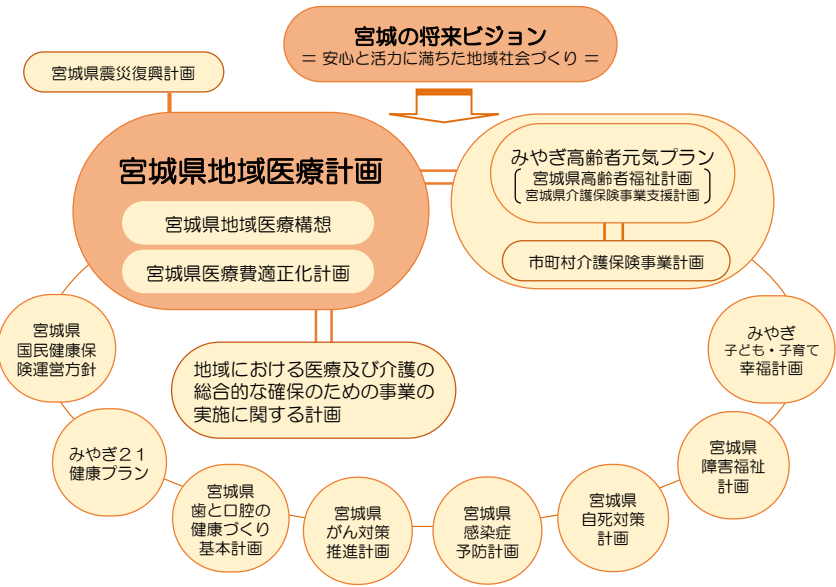 宮城の将来ビジョン
= 安心と活力に満ちた地域社会づくり =
宮城県震災復興計画
宮城県地域医療計画
宮城県地域医療構想
宮城県医療費適正化計画
みやぎ高齢者元気プラン
宮城県高齢者福祉計画
宮城県介護保険事業支援計画
市町村介護保険事業計画
地域における医療及び介護の
総合的な確保のための事業の
実施に関する計画
宮城県
国民健康保
険運営方針
みやぎ21
健康プラン
宮城県
歯と口腔の
健康づくり
基本計画
宮城県
がん対策
推進計画
宮城県
感染症
予防計画
宮城県
自死対策
計画
宮城県
障害福祉
計画
みやぎ
子ども・子育て
幸福計画